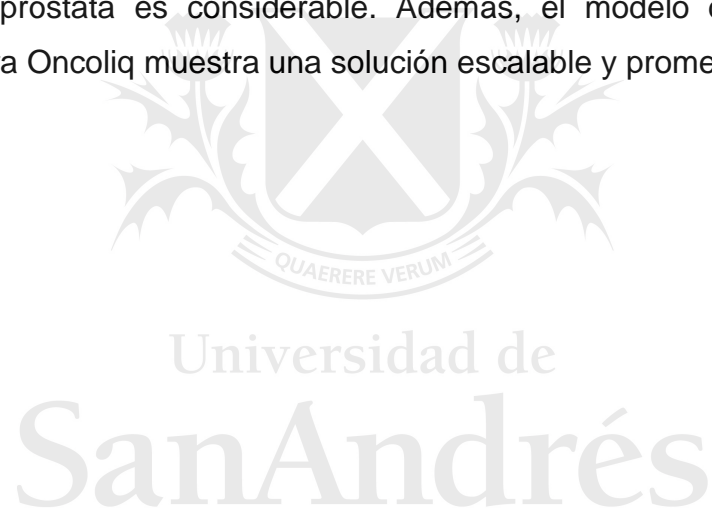 próstata es considerable. Además, el modelo
a Oncoliq muestra una solución escalable y prome
QUAERERE VERUM
Universidad de
SanAndrés